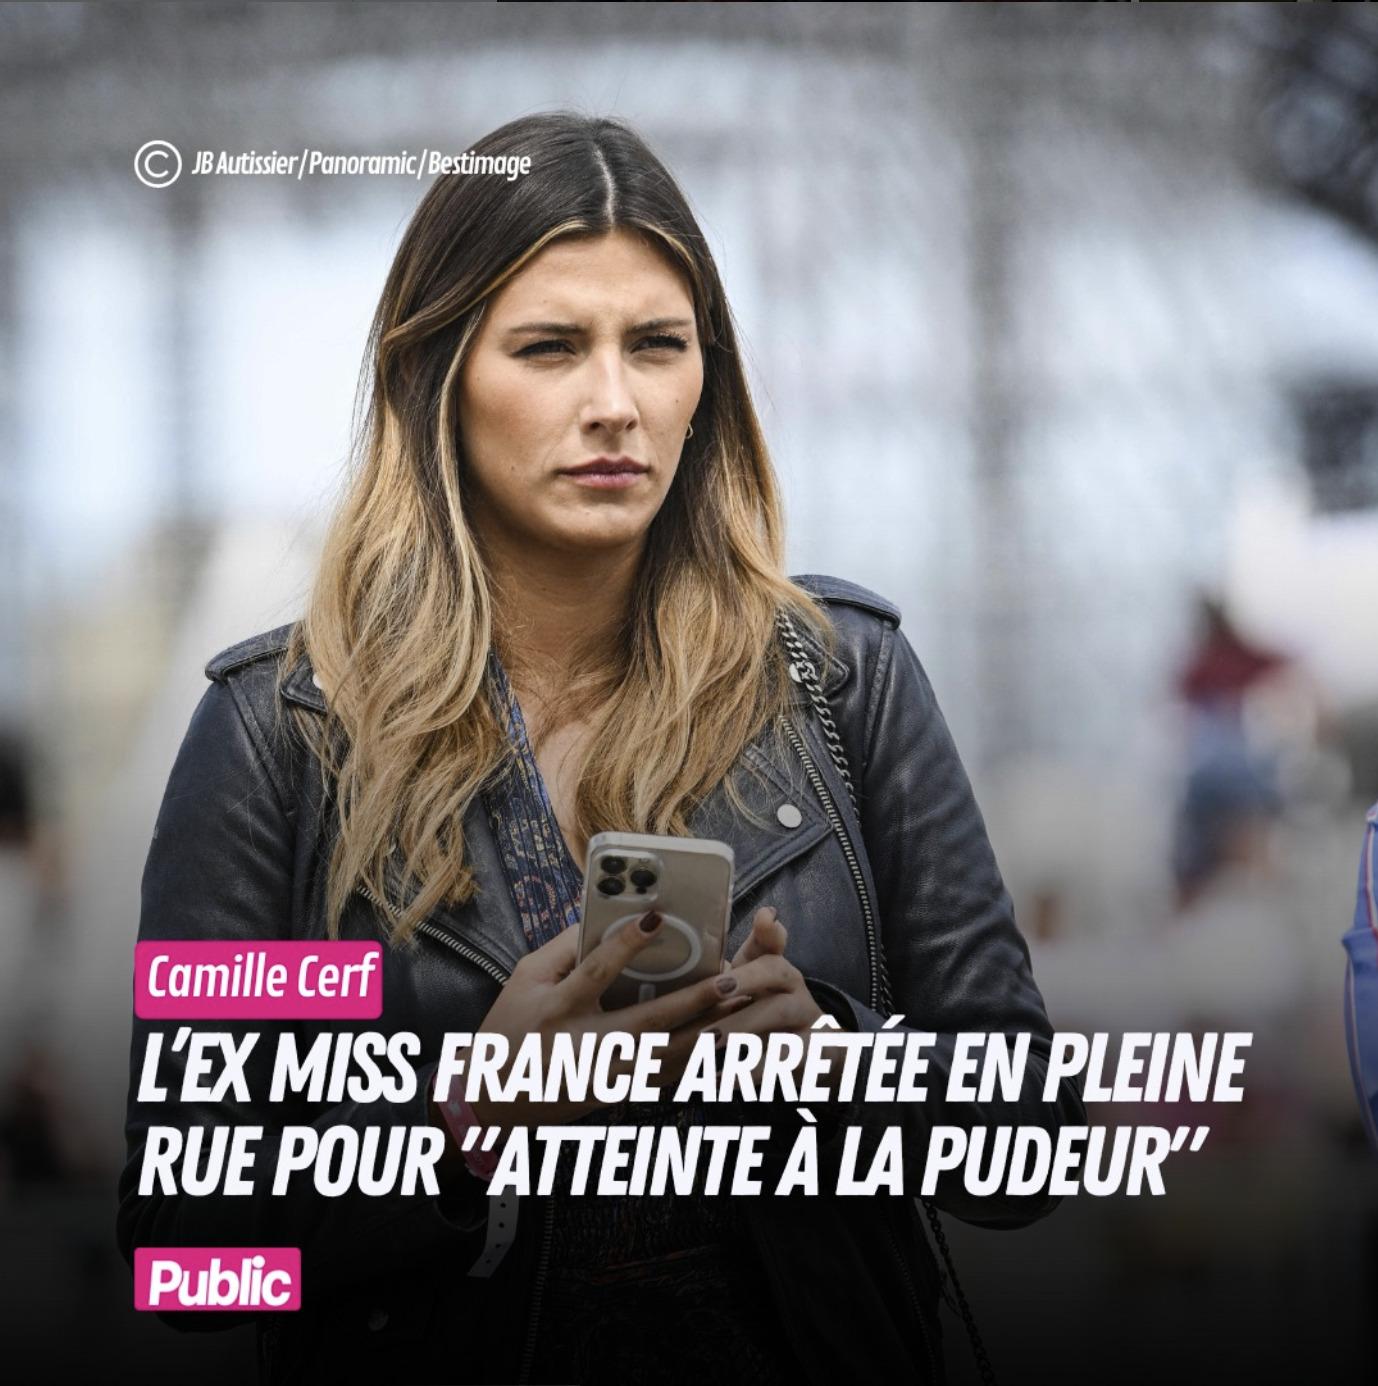 © JB Autissier/Panoramic/Bestimage
Camille Cerf
L'EX MISS FRANCE ARRÊTÉE EN PLEINE
RUE POUR "ATTEINTE À LA PUDEUR"
Public